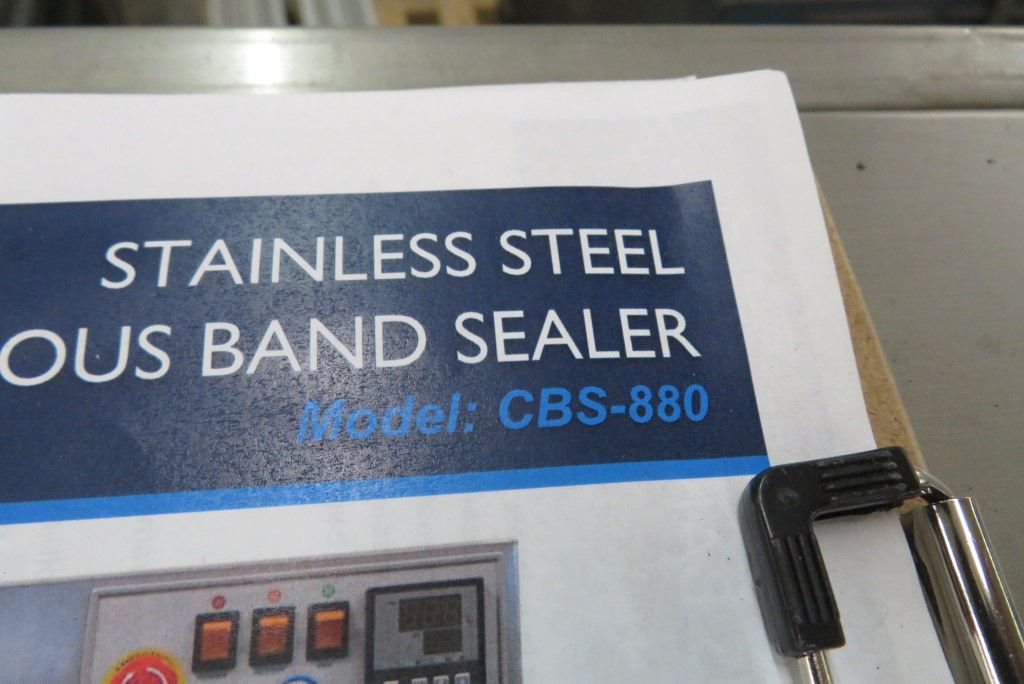 STAINLESS STEEL
OUS BAND SEALER
Model: CBS-880